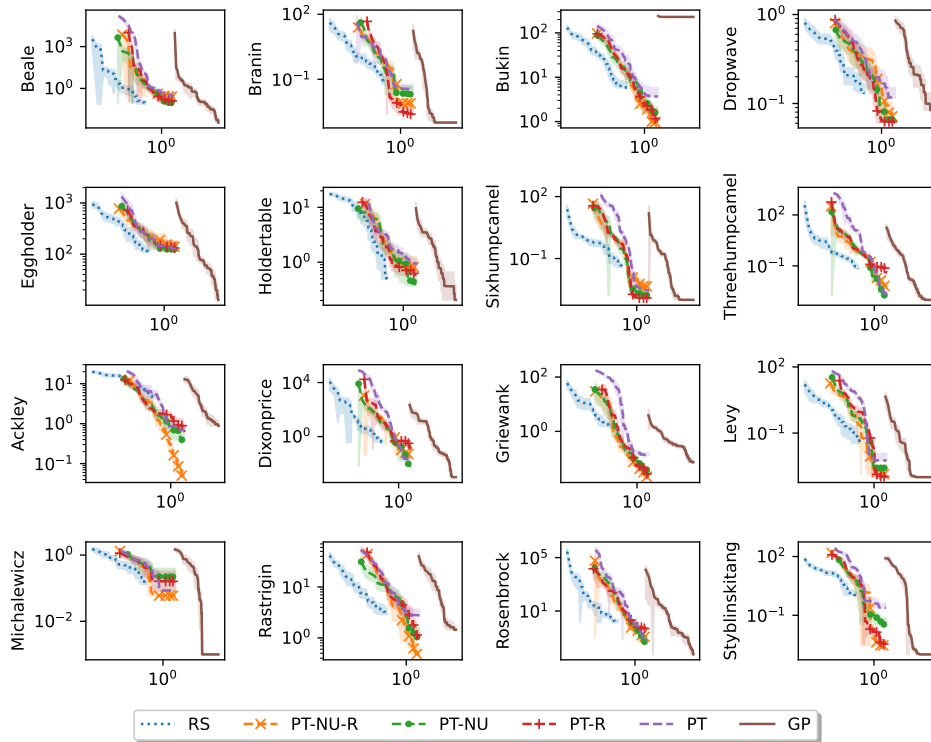 Beale 10³ 10⁰ 10⁰
Branin 10² 10⁻¹ 10⁰
Bukin 10² 10¹ 10⁰ 10⁰
Dropwave 10⁰ 10⁻¹ 10⁰
Eggholder 10³ 10² 10⁰
Holdertable 10¹ 10⁰ 10⁰
Sixhumpcamel 10² 10⁻¹ 10⁰
Threehumpcamel 10² 10⁻¹ 10⁰
Ackley 10¹ 10⁰ 10⁻¹ 10⁰
Dixonprice 10⁴ 10⁰ 10⁰
Griewank 10² 10⁰ 10⁰
Levy 10² 10⁻¹ 10⁰
Michalewicz 10⁰ 10⁻² 10⁰
Rastrigin 10¹ 10⁰ 10⁰
Rosenbrock 10⁵ 10¹ 10⁰
Styblinskitang 10² 10⁻¹ 10⁰
RS PT-NU-R PT-NU PT-R PT GP